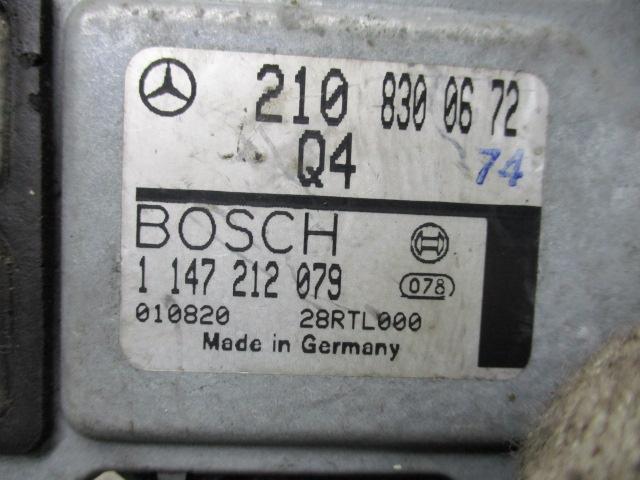 210 830 06 72
Q4 74
BOSCH
1 147 212 079 078
010820 28RTL000
Made in Germany